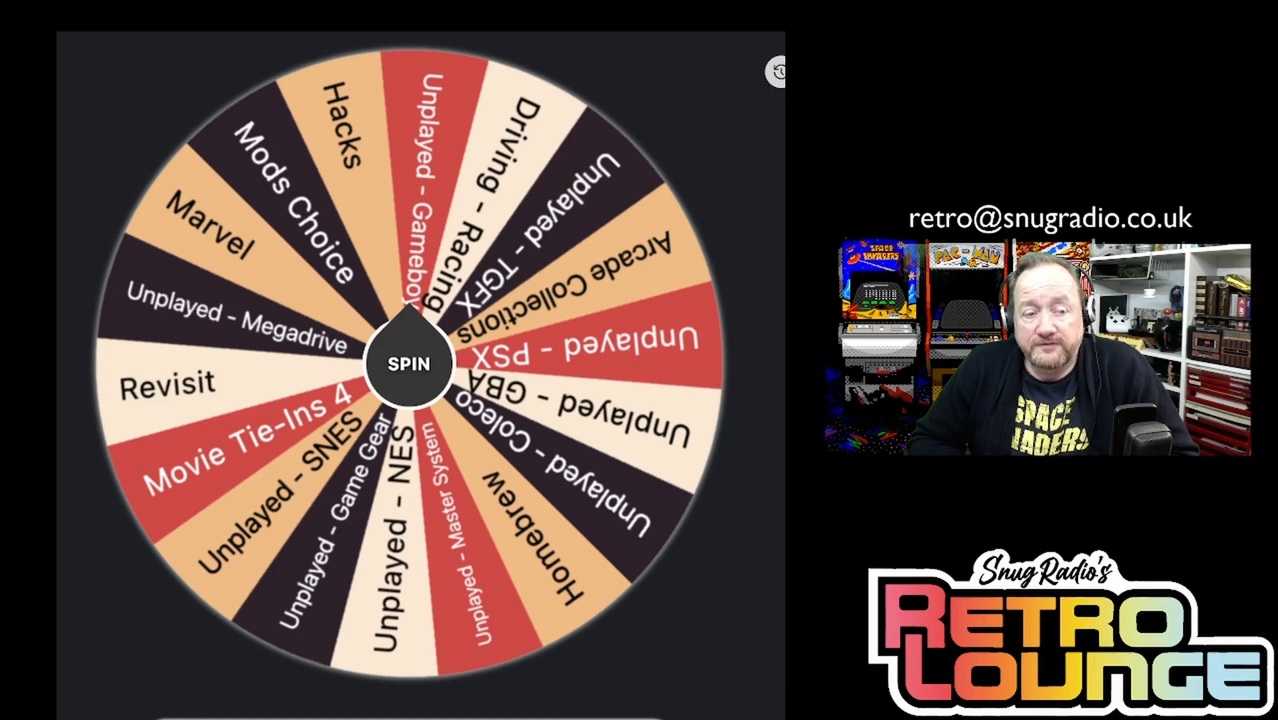 Unplayed - Gameboy
Driving - Racing
Unplayed - TGFX
Arcade Collections
Unplayed - PSX
Unplayed - GBA
Unplayed - Coleco
Homebrew
Unplayed - Master System
Unplayed - NES
Unplayed - Game Gear
Unplayed - SNES
Movie Tie-Ins 4
Revisit
Unplayed - Megadrive
Marvel
Mods Choice
Hacks
SPIN
retro@snugradio.co.uk
SPACE INVADERS
PAC-MAN
SPACE
VADERS
Snug Radio's
RETRO
LOUNGE